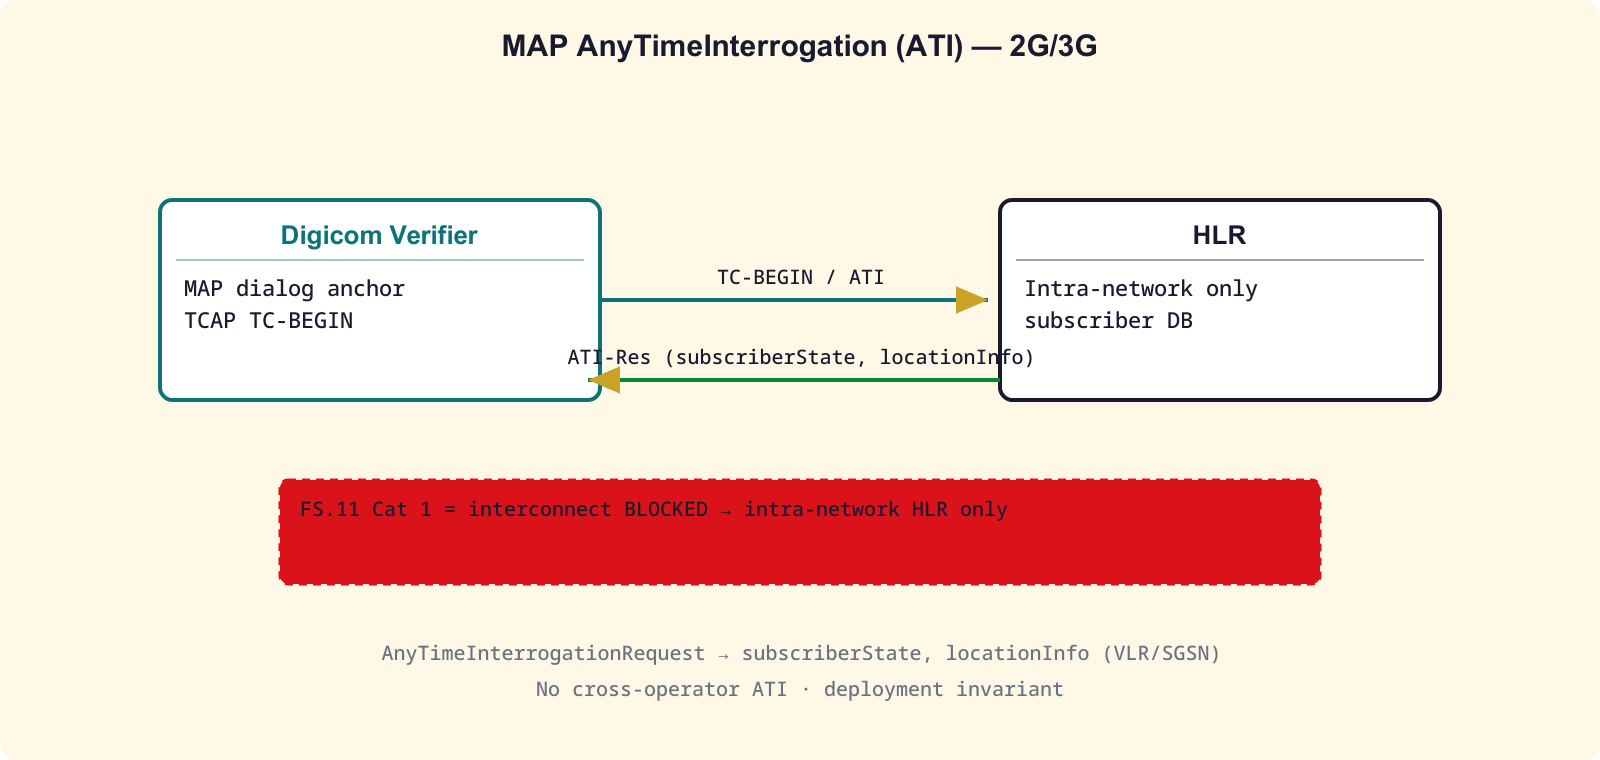 MAP AnyTimeInterrogation (ATI) — 2G/3G
Digicom Verifier
MAP dialog anchor
TCAP TC-BEGIN
TC-BEGIN / ATI
ATI-Res (subscriberState, locationInfo)
HLR
Intra-network only
subscriber DB
FS.11 Cat 1 = interconnect BLOCKED → intra-network HLR only
AnyTimeInterrogationRequest → subscriberState, locationInfo (VLR/SGSN)
No cross-operator ATI · deployment invariant